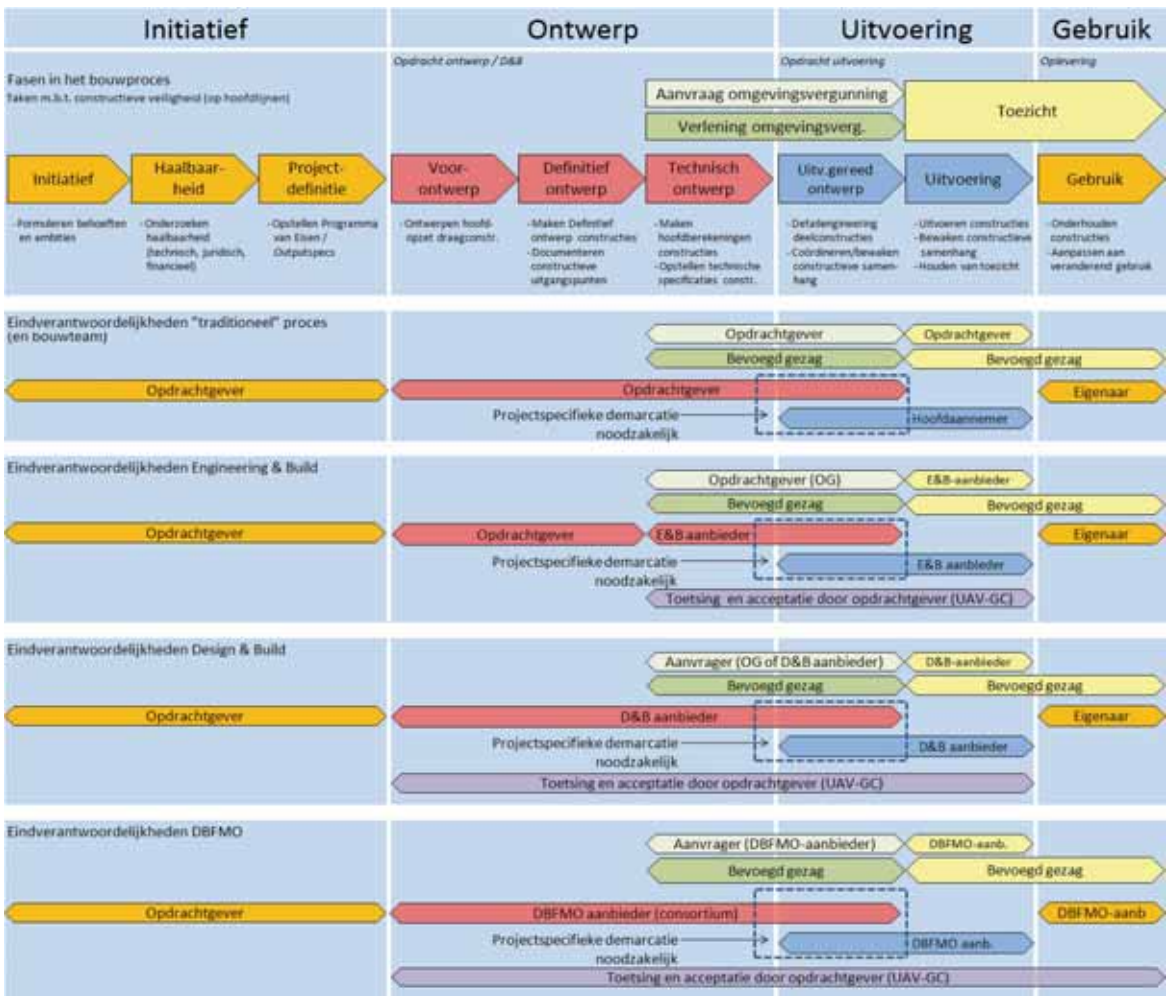 Initiatief
Ontwerp
Uitvoering
Gebruik
Fasen in het bouwproces
Taken m.b.t. constructieve veiligheid (op hoofdlijnen)
Opdracht ontwerp / D&B
Opdracht uitvoering
Oplevering
Aanvraag omgevingsvergunning
Verlening omgevingsverg.
Toezicht
Initiatief
Haalbaar-
heid
Project-
definitie
Voor-
ontwerp
Definitief
ontwerp
Technisch
ontwerp
Uitv.gereed
ontwerp
Uitvoering
Gebruik
-Formuleren behoeften
en ambities
-Onderzoeken
haalbaarheid
(technisch, juridisch,
financieel)
-Opstellen Programma
van Eisen /
Outputspecs
-Ontwerpen hoofd-
opzet draagconstr.
-Maken Definitief
ontwerp constructies
-Documenteren
constructieve
uitgangspunten
-Maken
hoofdberekeningen
constructies
-Opstellen technische
specificaties constr.
-Detailengineering
deelconstructies
-Coördineren/bewaken
constructieve samen-
hang
-Uitvoeren constructies
-Bewaken constructieve
samenhang
-Houden van toezicht
-Onderhouden
constructies
-Aanpassen aan
veranderend gebruik
Eindverantwoordelijkheden "traditioneel" proces
(en bouwteam)
Opdrachtgever
Opdrachtgever
Bevoegd gezag
Bevoegd gezag
Opdrachtgever
Opdrachtgever
Eigenaar
Projectspecifieke demarcatie
noodzakelijk
Hoofdaannemer
Eindverantwoordelijkheden Engineering & Build
Opdrachtgever (OG)
E&B-aanbieder
Bevoegd gezag
Bevoegd gezag
Opdrachtgever
Opdrachtgever
E&B aanbieder
Eigenaar
Projectspecifieke demarcatie
noodzakelijk
E&B aanbieder
Toetsing en acceptatie door opdrachtgever (UAV-GC)
Eindverantwoordelijkheden Design & Build
Aanvrager (OG of D&B aanbieder)
D&B-aanbieder
Bevoegd gezag
Bevoegd gezag
Opdrachtgever
D&B aanbieder
Eigenaar
Projectspecifieke demarcatie
noodzakelijk
D&B aanbieder
Toetsing en acceptatie door opdrachtgever (UAV-GC)
Eindverantwoordelijkheden DBFMO
Aanvrager (DBFMO-aanbieder)
DBFMO-aanb.
Bevoegd gezag
Bevoegd gezag
Opdrachtgever
DBFMO aanbieder (consortium)
DBFMO-aanb
Projectspecifieke demarcatie
noodzakelijk
DBFMO aanb.
Toetsing en acceptatie door opdrachtgever (UAV-GC)